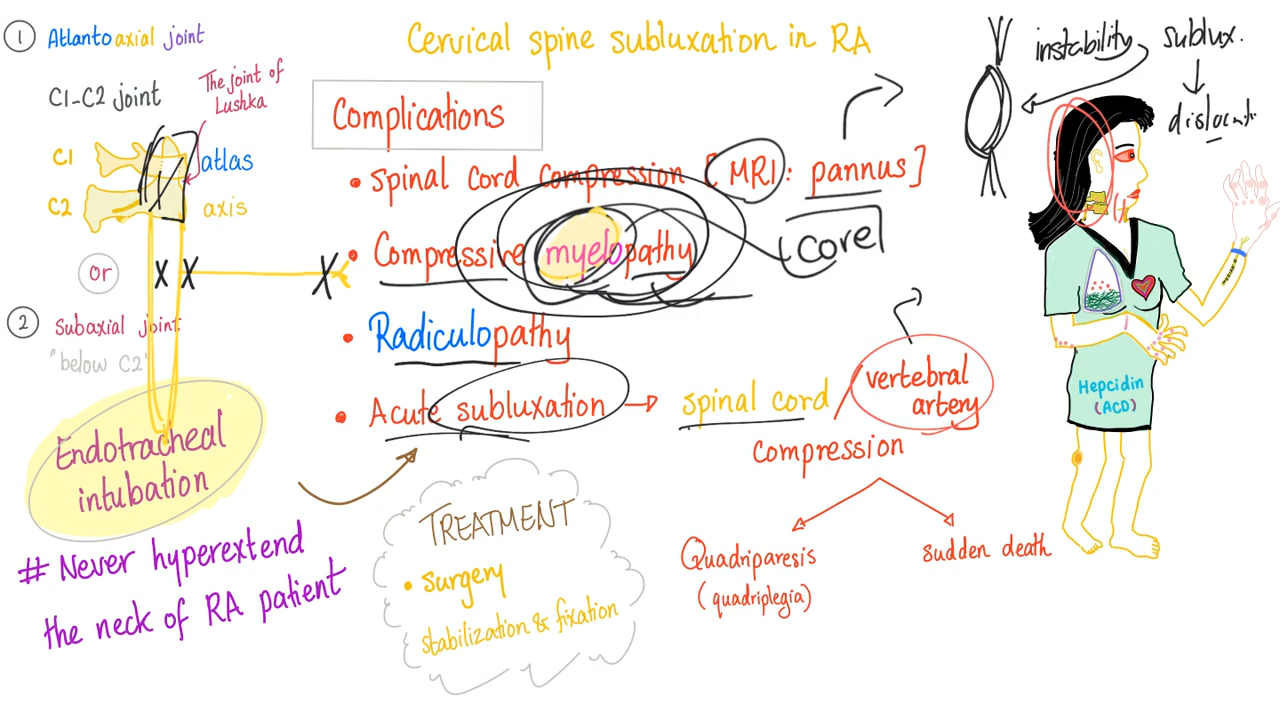 Cervical spine subluxation in RA
1 Atlantoaxial joint
C1-C2 joint
The joint of
Lushka
C1
atlas
C2
axis
or
2 Subaxial joint
"below C2"
Endotracheal
intubation
# Never hyperextend
the neck of RA patient
Complications
• spinal cord compression [MRI: pannus]
• Compressive myelopathy
(core)
• Radiculopathy
• Acute subluxation → spinal cord / vertebral
artery
compression
Quadriparesis
(quadriplegia)
sudden death
TREATMENT
• surgery
stabilization & fixation
instability
sublux.
dislocati.
Hepcidin
(ACD)